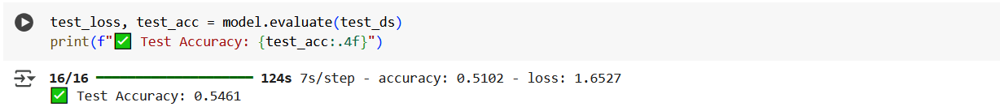 test_loss, test_acc = model.evaluate(test_ds)
print(f"✅ Test Accuracy: {test_acc:.4f}")
16/16 ━━━━━━━━━━━━━━━━━━━━ 124s 7s/step - accuracy: 0.5102 - loss: 1.6527
✅ Test Accuracy: 0.5461